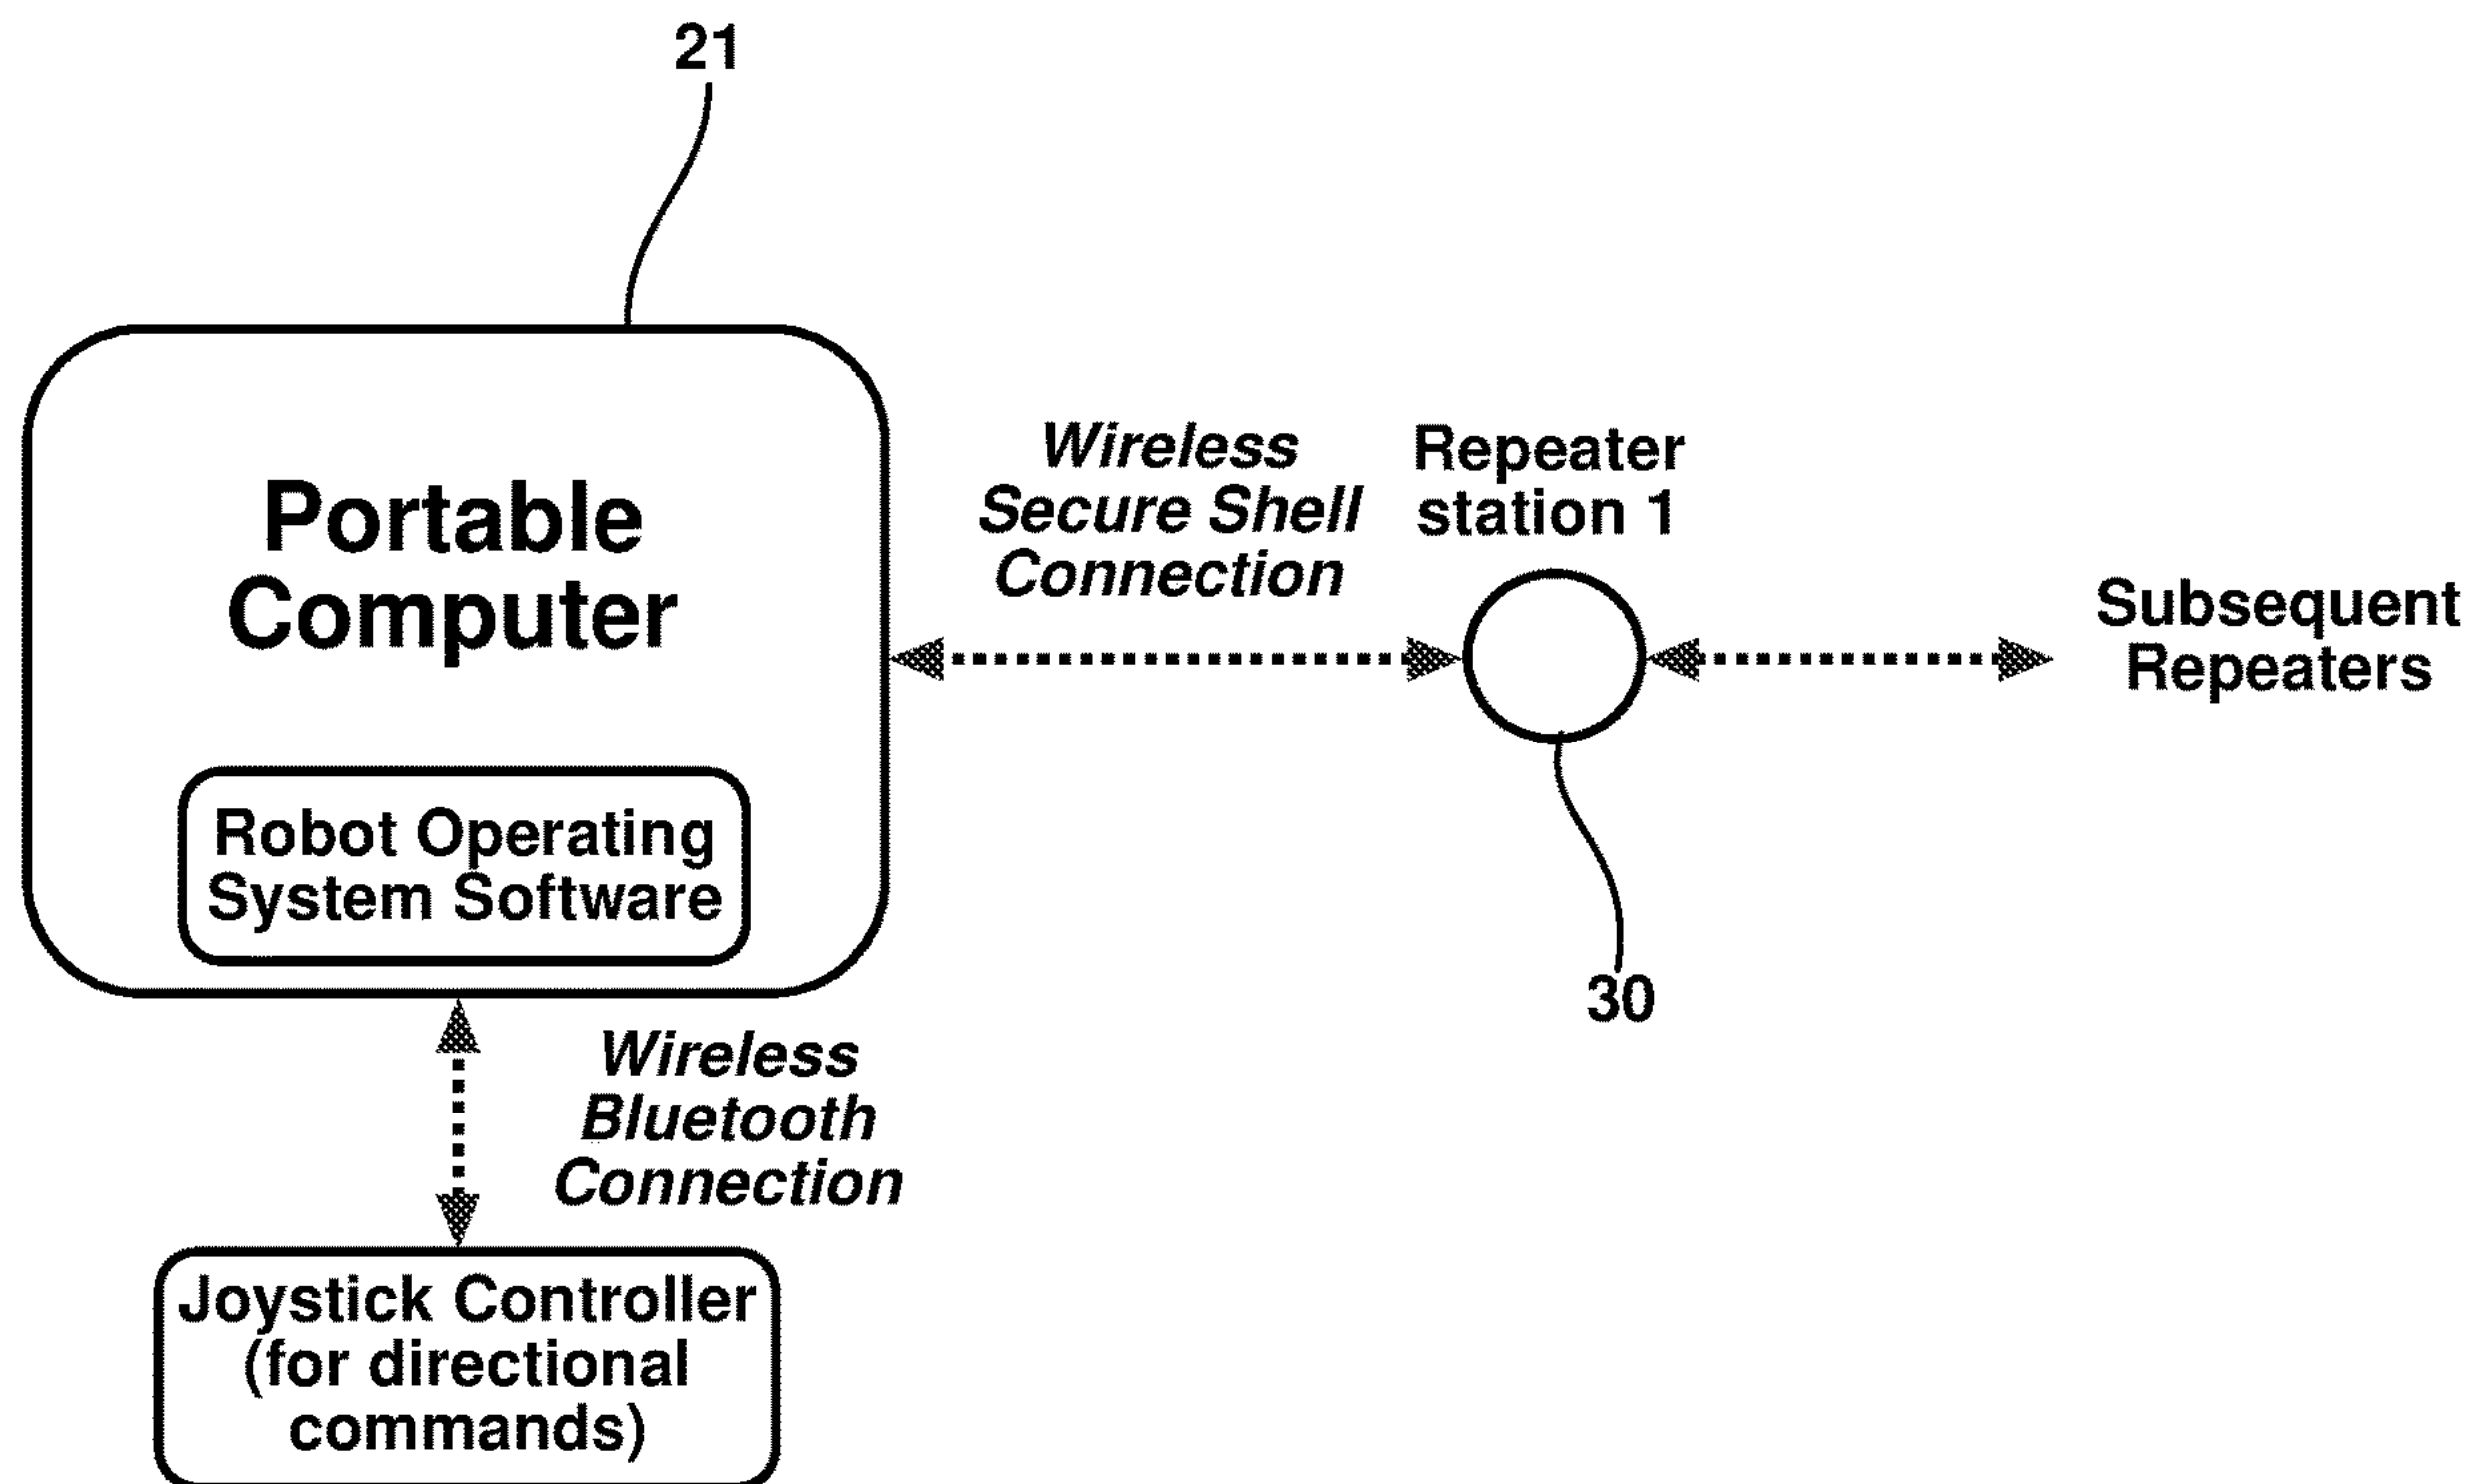 21
Portable
Computer
Robot Operating
System Software
Wireless
Secure Shell
Connection
Repeater
station 1
Subsequent
Repeaters
30
Wireless
Bluetooth
Connection
Joystick Controller
(for directional
commands)